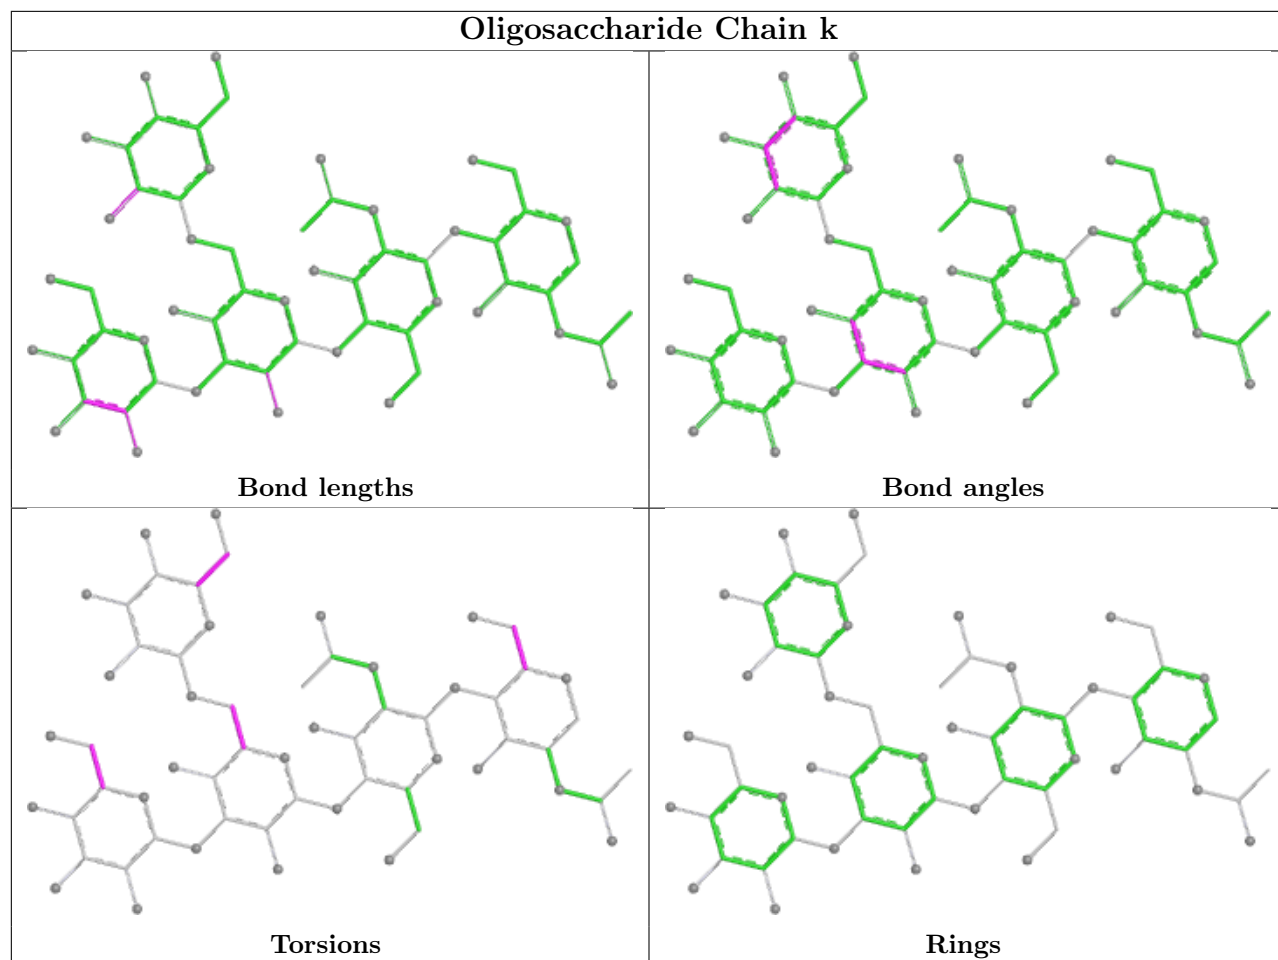 Oligosaccharide Chain k
Bond lengths
Bond angles
Torsions
Rings